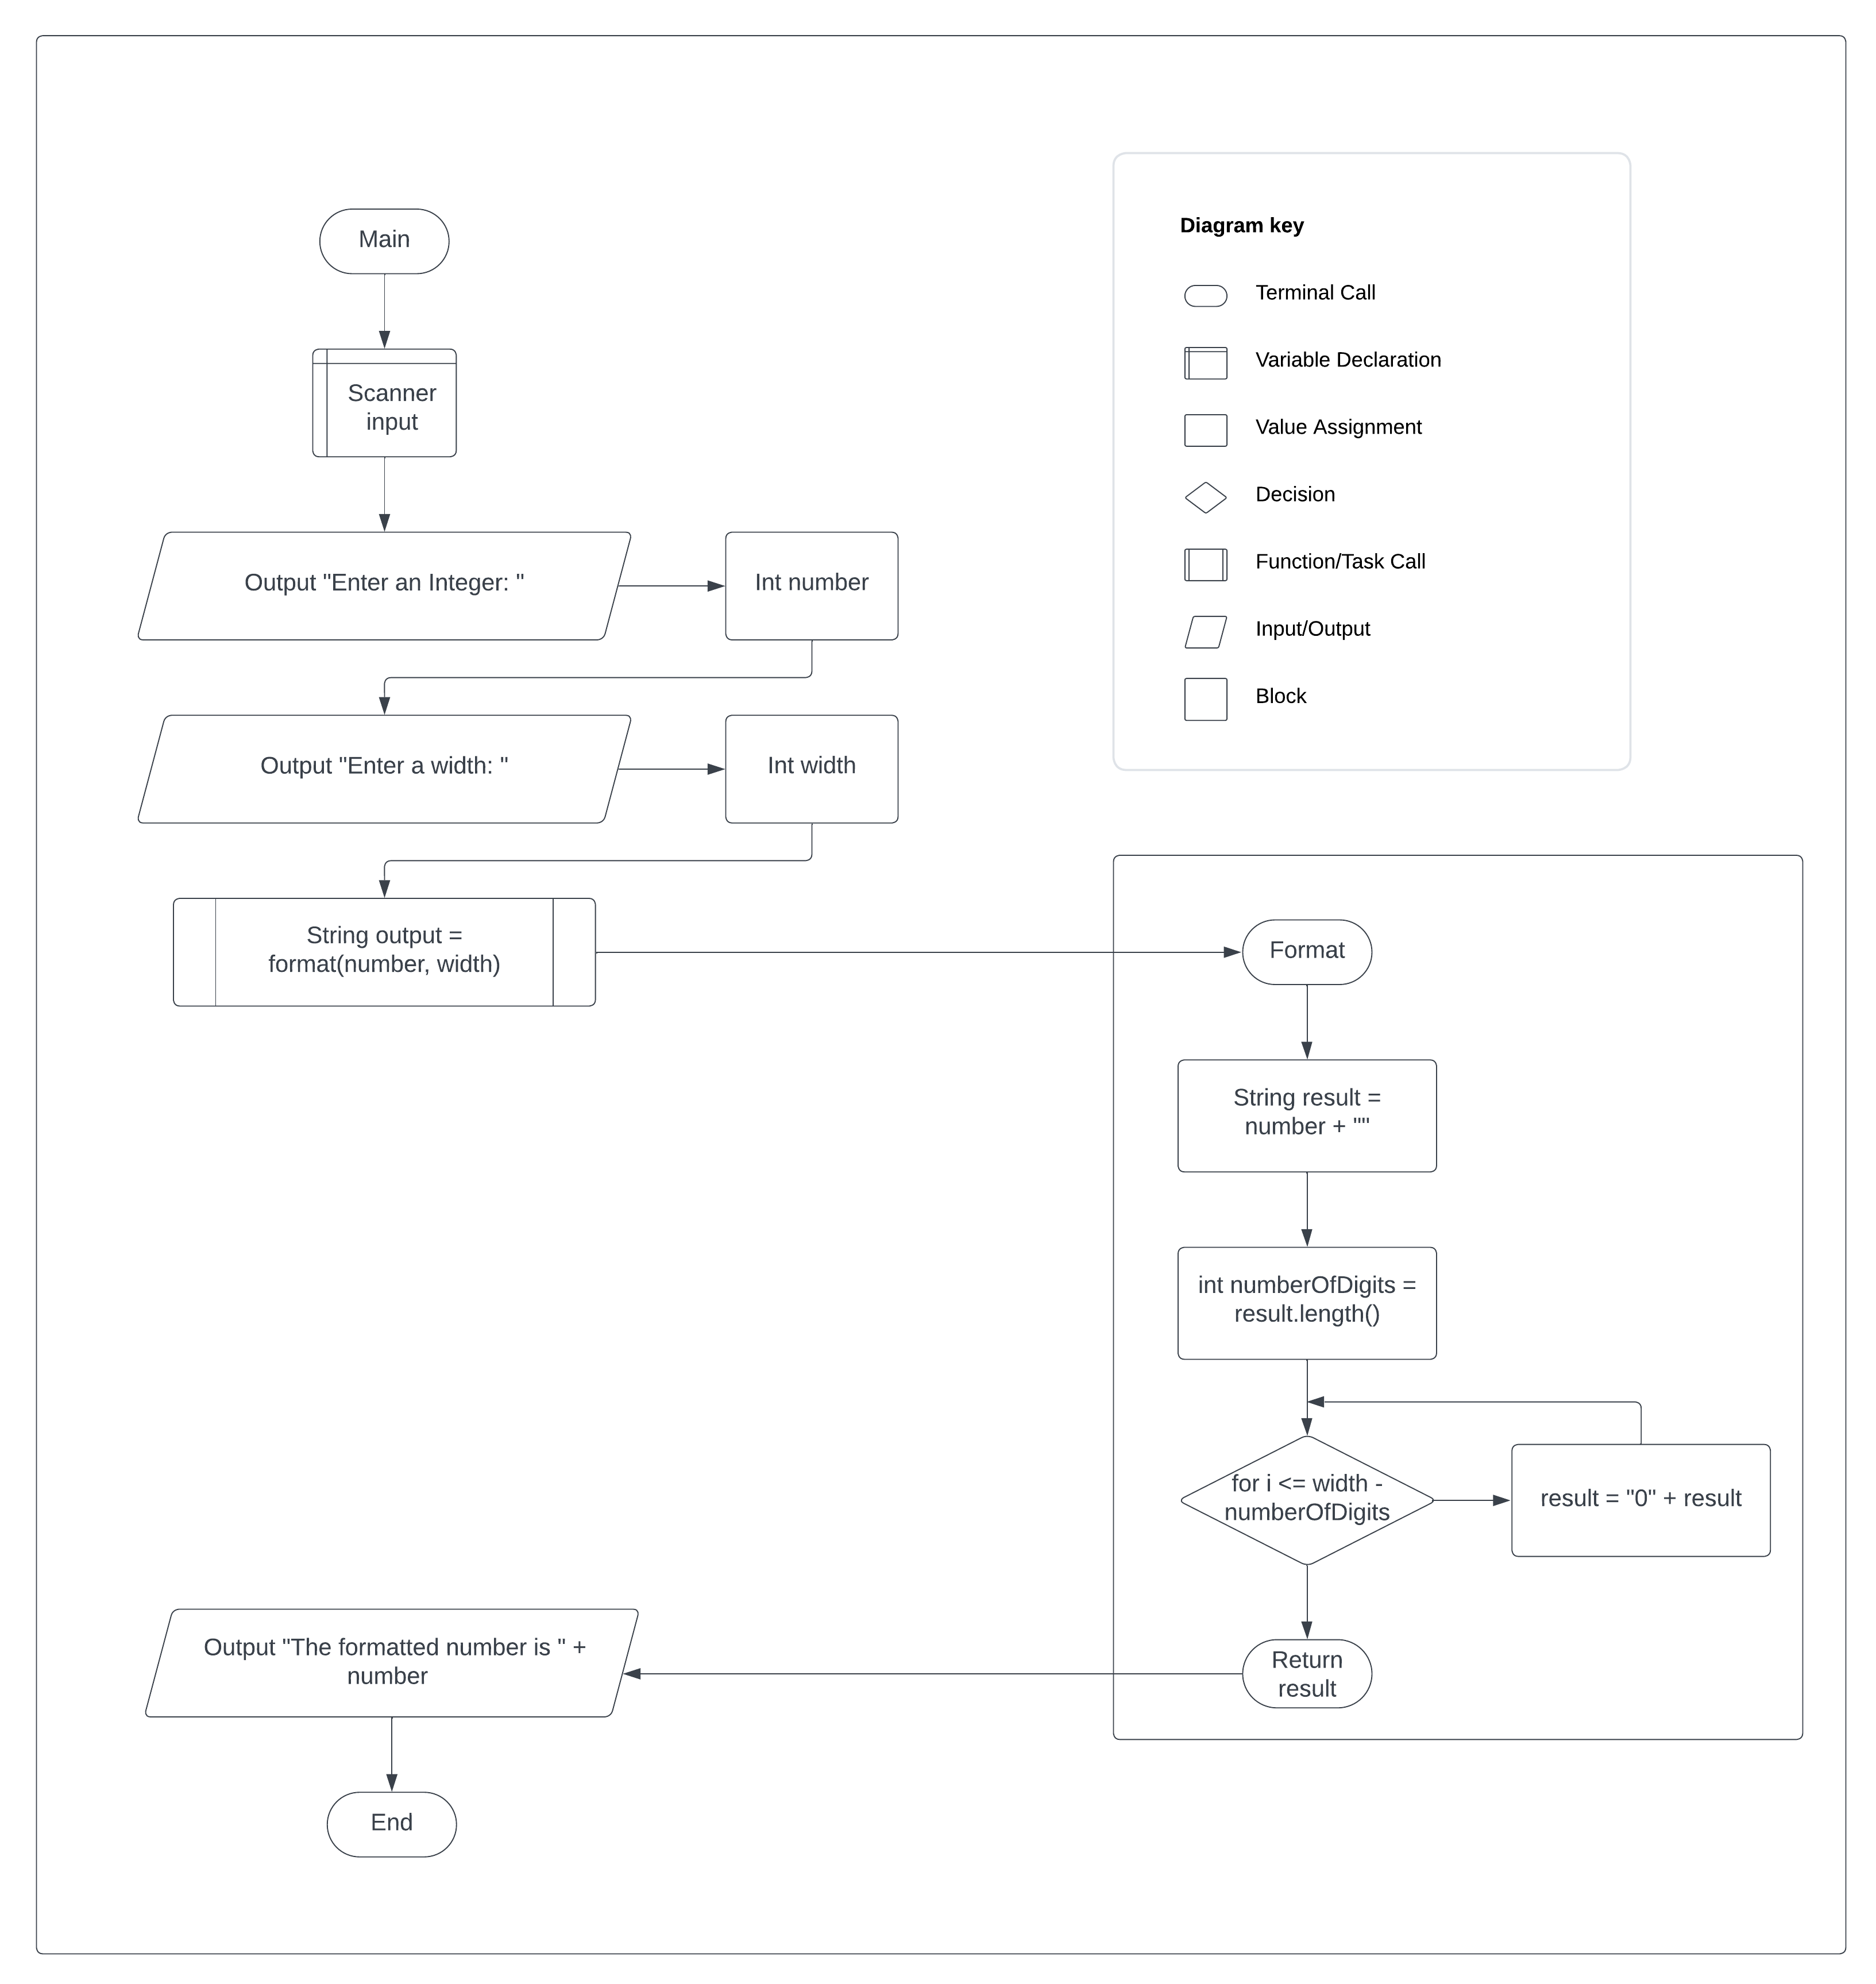 Main
Scanner
input
Output "Enter an Integer: "
Int number
Output "Enter a width: "
Int width
String output =
format(number, width)
Diagram key
Terminal Call
Variable Declaration
Value Assignment
Decision
Function/Task Call
Input/Output
Block
Format
String result =
number + ""
int numberOfDigits =
result.length()
for i <= width -
numberOfDigits
result = "0" + result
Return
result
Output "The formatted number is " +
number
End